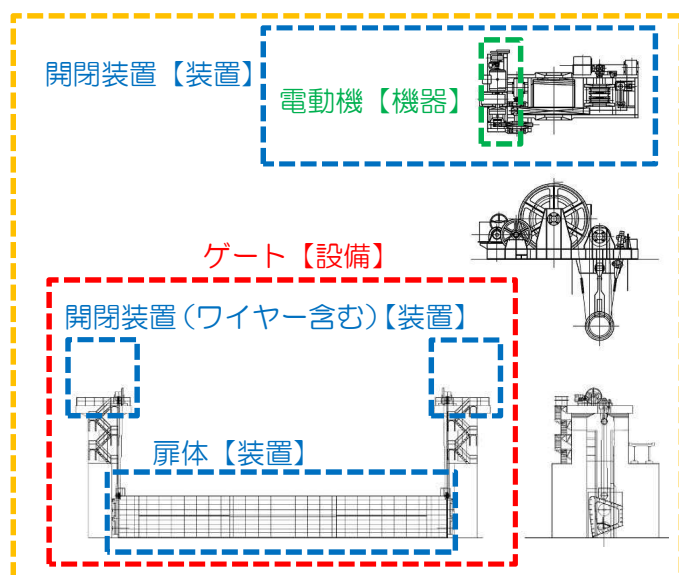 開閉装置【装置】
電動機【機器】
ゲート【設備】
開閉装置(ワイヤー含む)【装置】
扉体【装置】